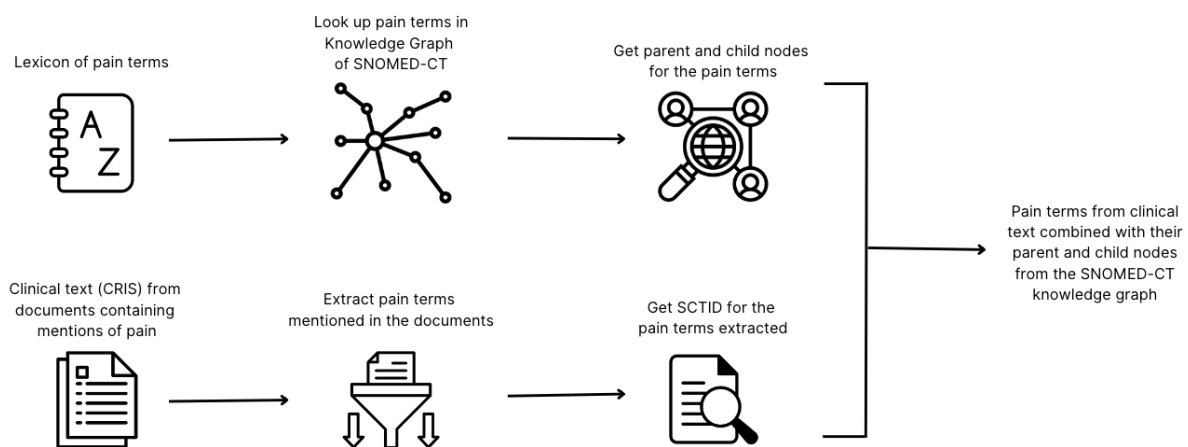 Lexicon of pain terms
Look up pain terms in
Knowledge Graph
of SNOMED-CT
Get parent and child nodes
for the pain terms
A
Z
Pain terms from clinical
text combined with their
parent and child nodes
from the SNOMED-CT
knowledge graph
Clinical text (CRIS) from
documents containing
mentions of pain
Extract pain terms
mentioned in the documents
Get SCTID for the
pain terms extracted